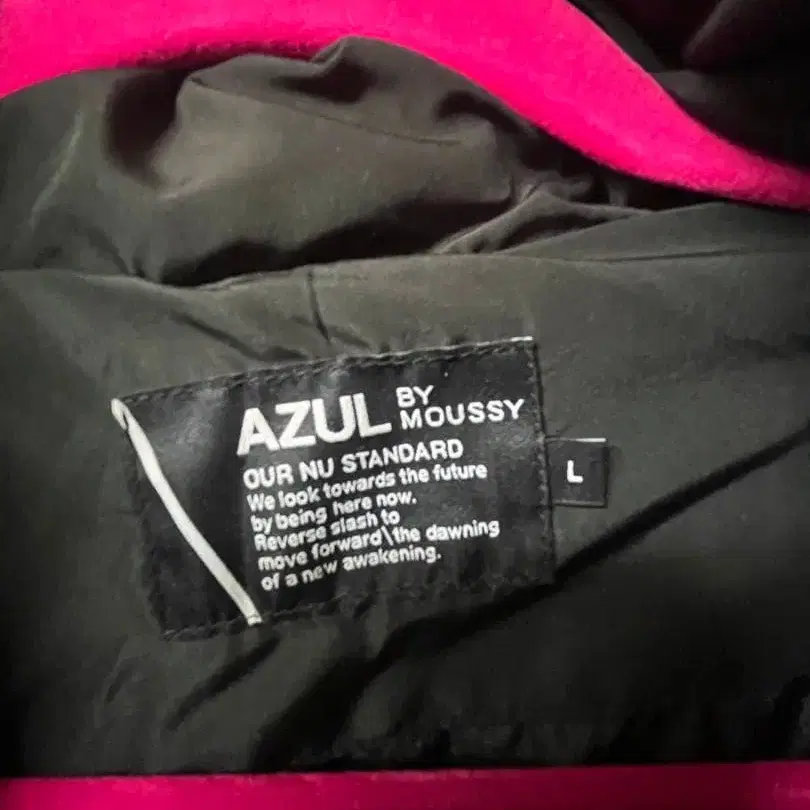 AZUL BY MOUSSY
OUR NU STANDARD
We look towards the future
by being here now.
Reverse slash to
move forward\the dawning
of a new awakening.
L